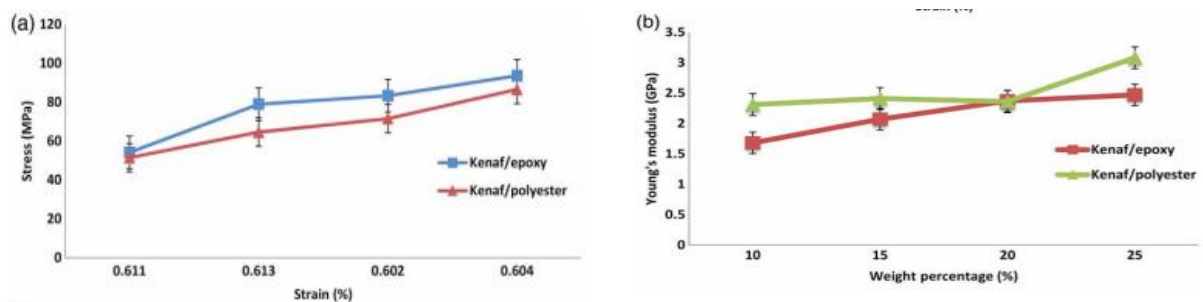 (a)
120
100
80
60
40
20
0
Stress (MPa)
Kenaf/epoxy
Kenaf/polyester
0.611 0.613 0.602 0.604
Strain (%)
(b)
3.5
3
2.5
2
1.5
1
0.5
0
Young's modulus (GPa)
Kenaf/epoxy
Kenaf/polyester
10 15 20 25
Weight percentage (%)